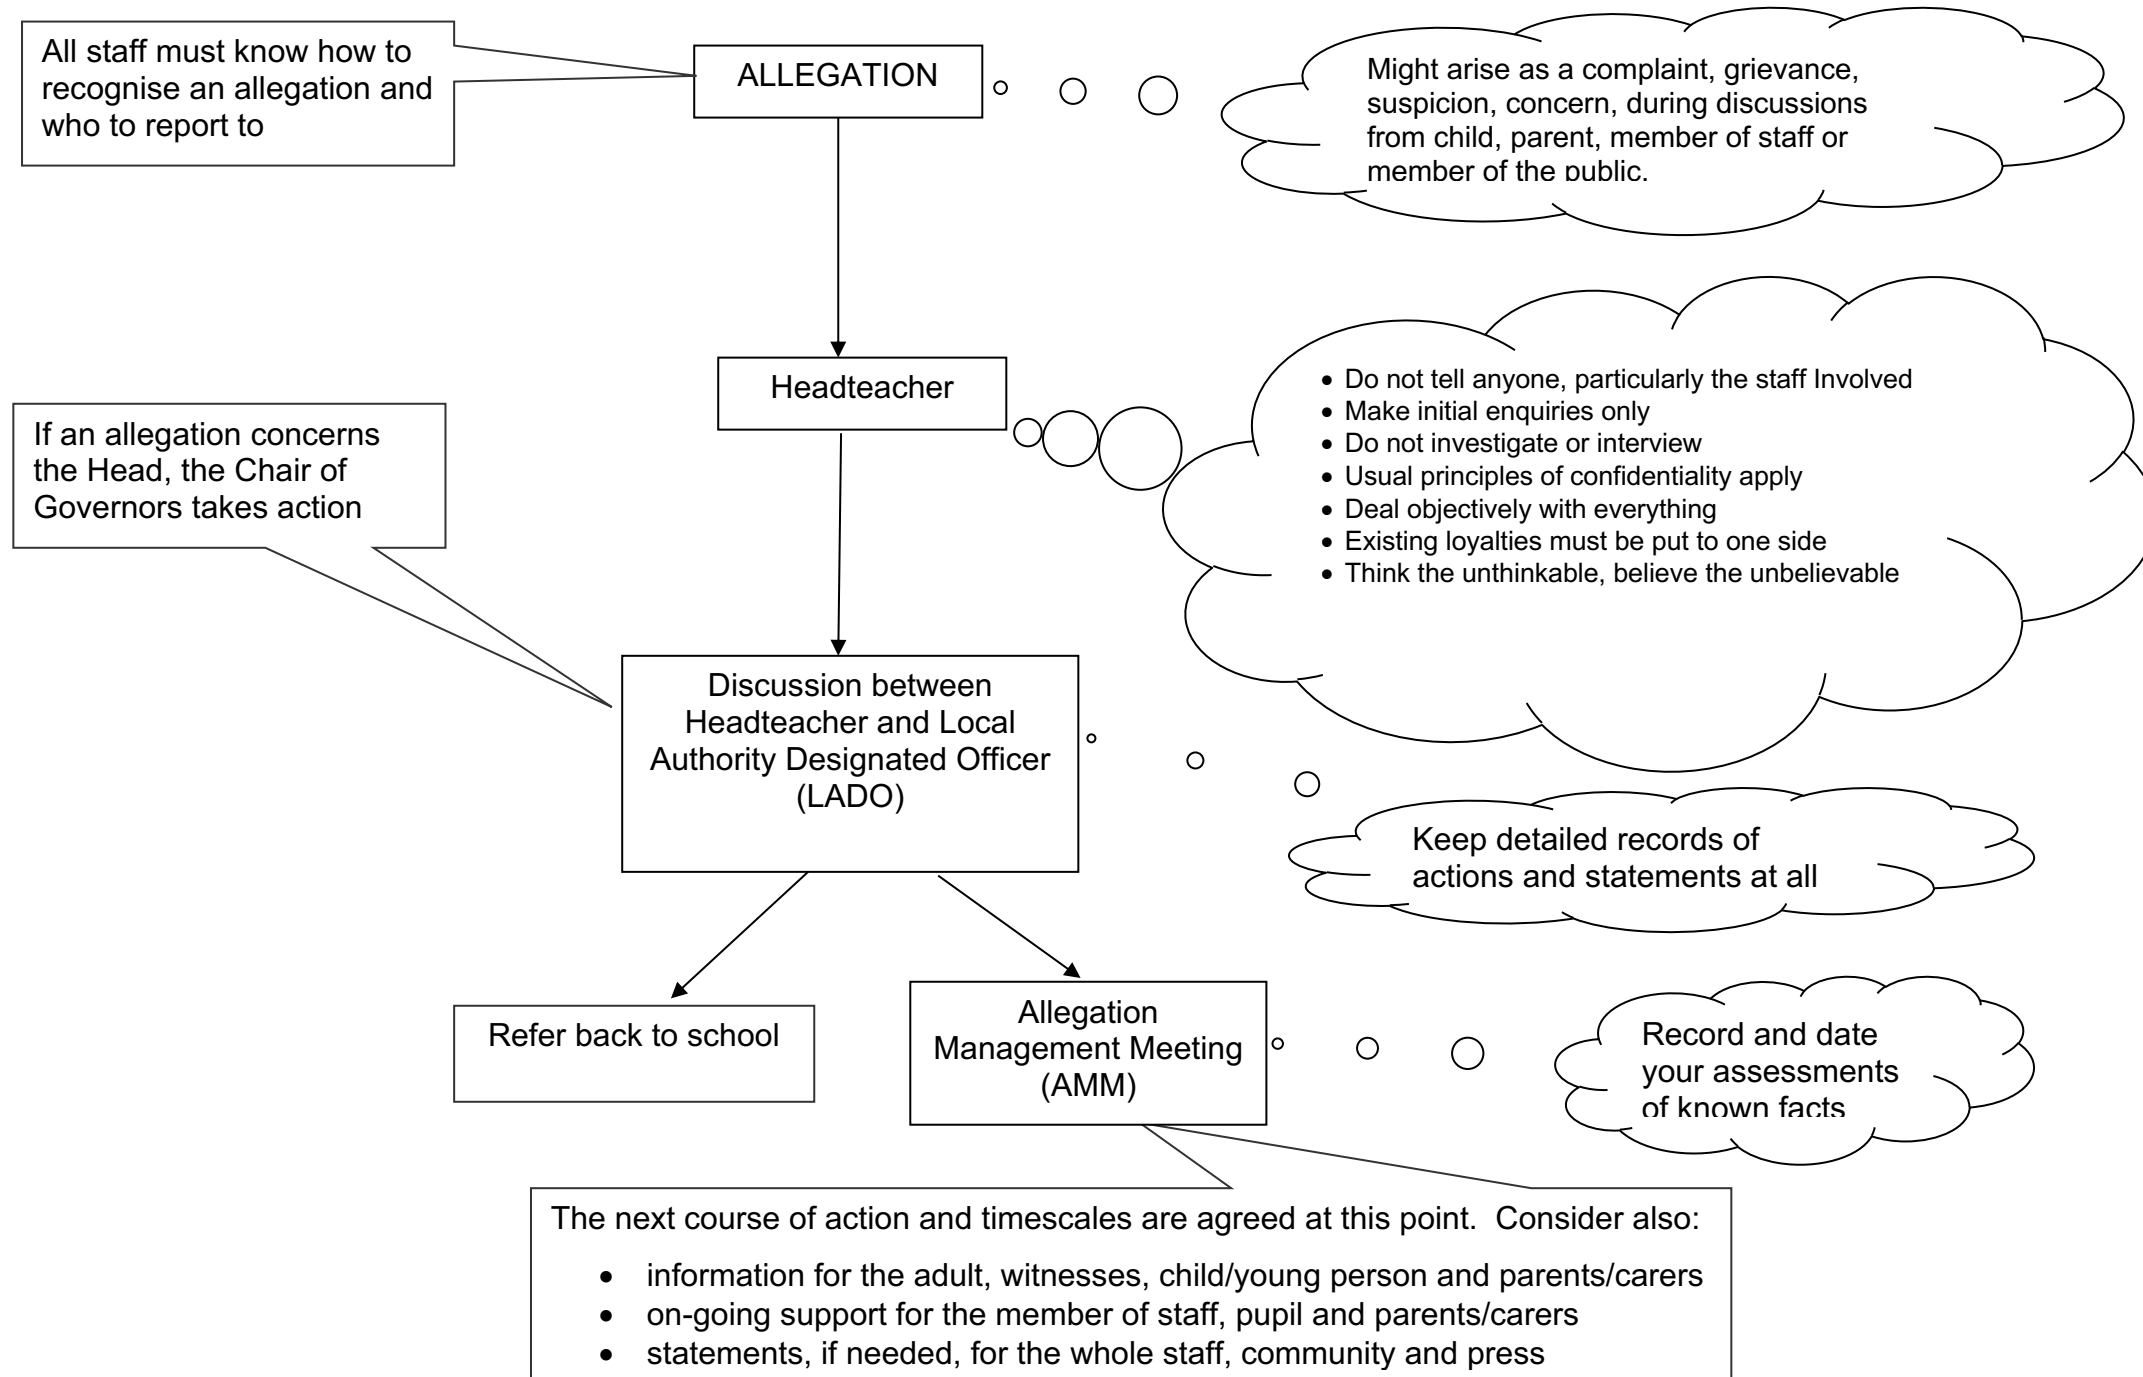 All staff must know how to
recognise an allegation and
who to report to
ALLEGATION
Might arise as a complaint, grievance,
suspicion, concern, during discussions
from child, parent, member of staff or
member of the public.
Headteacher
• Do not tell anyone, particularly the staff Involved
• Make initial enquiries only
• Do not investigate or interview
• Usual principles of confidentiality apply
• Deal objectively with everything
• Existing loyalties must be put to one side
• Think the unthinkable, believe the unbelievable
If an allegation concerns
the Head, the Chair of
Governors takes action
Discussion between
Headteacher and Local
Authority Designated Officer
(LADO)
Keep detailed records of
actions and statements at all
Refer back to school
Allegation
Management Meeting
(AMM)
Record and date
your assessments
of known facts
The next course of action and timescales are agreed at this point.  Consider also:
• information for the adult, witnesses, child/young person and parents/carers
• on-going support for the member of staff, pupil and parents/carers
• statements, if needed, for the whole staff, community and press